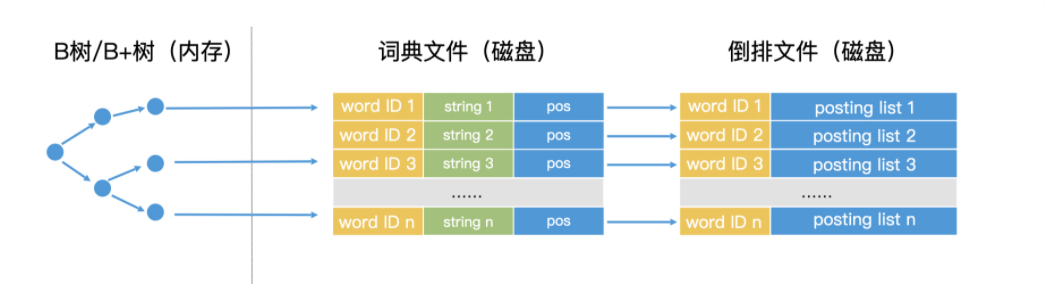 B树/B+树（内存） 词典文件（磁盘） 倒排文件（磁盘）
word ID 1 string 1 pos word ID 1 posting list 1
word ID 2 string 2 pos word ID 2 posting list 2
word ID 3 string 3 pos word ID 3 posting list 3
...... ......
word ID n string n pos word ID n posting list n